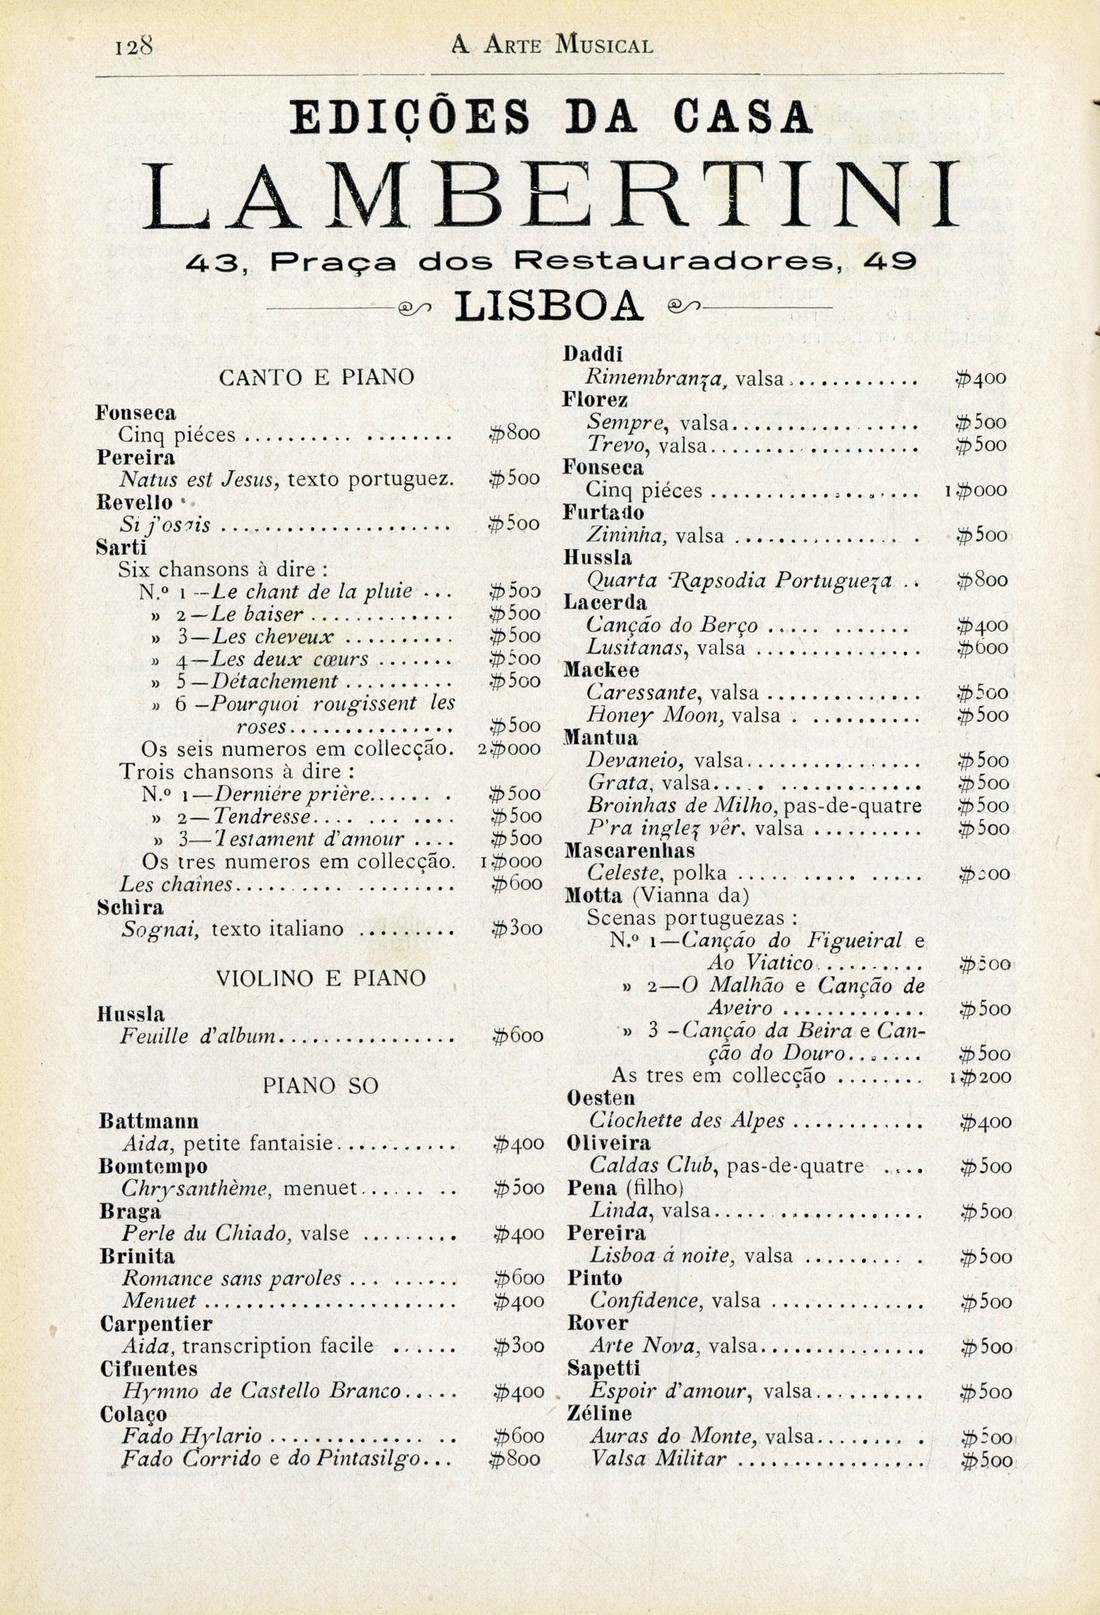 128
A Arte Musical
EDIÇÕES DA CASA
LAMBERTINI
43, Praça dos Restauradores, 49
LISBOA
CANTO E PIANO
Fonseca
Cinq piéces .......... ........ $800
Pereira
Natus est Jesus, texto portuguez. $500
Revello
Si j'osais ...................... $500
Sarti
Six chansons à dire :
N.º 1 —Le chant de la pluie ... $500
» 2—Le baiser ............. $500
» 3—Les cheveux .......... $500
» 4—Les deux cœurs ....... $500
» 5—Détachement .......... $500
» 6 —Pourquoi rougissent les
roses............... $500
Os seis numeros em collecção. 2$000
Trois chansons à dire :
N.º 1—Derniére prière....... . $500
» 2—Tendresse.... ... .... $500
» 3—Testament d'amour .... $500
Os tres numeros em collecção. 1$000
Les chaînes........ ......... $600
Schira
Sognai, texto italiano ......... $300
VIOLINO E PIANO
Hussla
Feuille d'album................ $600
PIANO SO
Battmann
Aida, petite fantaisie........... $400
Bomtempo
Chrysanthème, menuet...... .. $500
Braga
Perle du Chiado, valse ......... $400
Brinita
Romance sans paroles ... ...... $600
Menuet ........................ $400
Carpentier
Aida, transcription facile ...... $300
Cifuentes
Hymno de Castello Branco..... $400
Colaço
Fado Hylario ............... .. $600
Fado Corrido e do Pintasilgo... $800
Daddi
Rimembranza, valsa ............ $400
Florez
Sempre, valsa.................. $500
Trevo, valsa.................... $500
Fonseca
Cinq piéces .................... 1$000
Furtado
Zininha, valsa ............... . $500
Hussla
Quarta Rapsodia Portugueza .. $800
Lacerda
Canção do Berço ..... ....... $400
Lusitanas, valsa ................ $600
Mackee
Caressante, valsa ............... $500
Honey Moon, valsa . .......... $500
Mantua
Devaneio, valsa................. $500
Grata, valsa..... ............. $500
Broinhas de Milho, pas-de-quatre $500
P'ra inglez vêr, valsa .......... $500
Mascarenhas
Celeste, polka ..... ..... ..... 
Motta (Vianna da)
Scenas portuguezas :
N.º 1—Canção do Figueiral e
Ao Viatico.......... $500
» 2—O Malhão e Canção de
Aveiro ............. $500
» 3 —Canção da Beira e Can-
ção do Douro....... $500
As tres em collecção ........ 1$200
Oesten
Clochette des Alpes ............ $400
Oliveira
Caldas Club, pas-de-quatre .... $500
Pena (filho)
Linda, valsa.................... $500
Pereira
Lisboa á noite, valsa ......... . $500
Pinto
Confidence, valsa ............... $500
Rover
Arte Nova, valsa................ $500
Sapetti
Espoir d'amour, valsa........... $500
Zéline
Auras do Monte, valsa........ . $500
Valsa Militar .................. $500